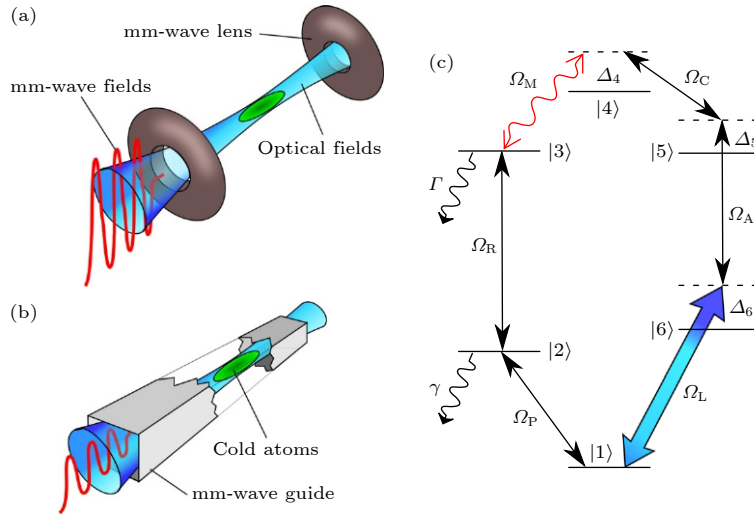 (a)
mm-wave lens
mm-wave fields
Optical fields
(b)
Cold atoms
mm-wave guide
(c)
Ω_M
Δ_4
Ω_C
|4⟩
|3⟩
|5⟩
Δ_5
Γ
Ω_R
Ω_A
Δ_6
|6⟩
|2⟩
γ
Ω_P
Ω_L
|1⟩